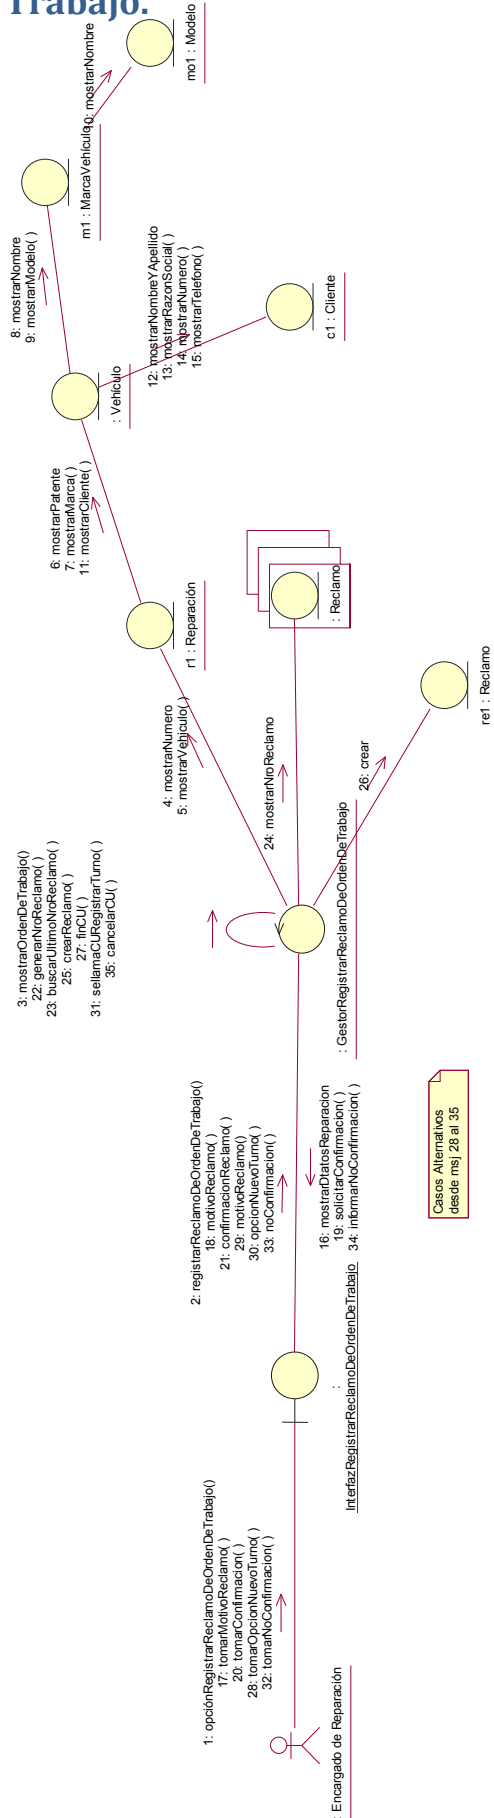 Trabajo.
: Encargado de Reparación
1: opciónRegistrarReclamoDeOrdenDeTrabajo()
17: tomarMotivoReclamo( )
20: tomarConfirmacion( )
28: tomarOpcionNuevoTurno( )
32: tomarNoConfirmacion( )
:
InterfazRegistrarReclamoDeOrdenDeTrabajo
2: registrarReclamoDeOrdenDeTrabajo()
18: motivoReclamo( )
21: confirmacionReclamo( )
29: motivoReclamo()
30: opcionNuevoTurno( )
33: noConfirmacion( )
16: mostrarDtatosReparacion
19: solicitarConfirmacion( )
34: informarNoConfirmacion( )
Casos Alternativos
desde msj 28 al 35
: GestorRegistrarReclamoDeOrdenDeTrabajo
3: mostrarOrdenDeTrabajo()
22: generarNroReclamo( )
23: buscarUltimoNroReclamo( )
25: crearReclamo( )
27: finCU( )
31: sellamaCURegistrarTurno( )
35: cancelarCU( )
4: mostrarNumero
5: mostrarVehiculo( )
24: mostrarNroReclamo
26: crear
r1 : Reparación
: Reclamo
re1 : Reclamo
6: mostrarPatente
7: mostrarMarca( )
11: mostrarCliente( )
: Vehículo
12: mostrarNombreYApellido
13: mostrarRazonSocial( )
14: mostrarNumero( )
15: mostrarTelefono( )
c1 : Cliente
8: mostrarNombre
9: mostrarModelo( )
m1 : MarcaVehículo
10: mostrarNombre
mo1 : Modelo